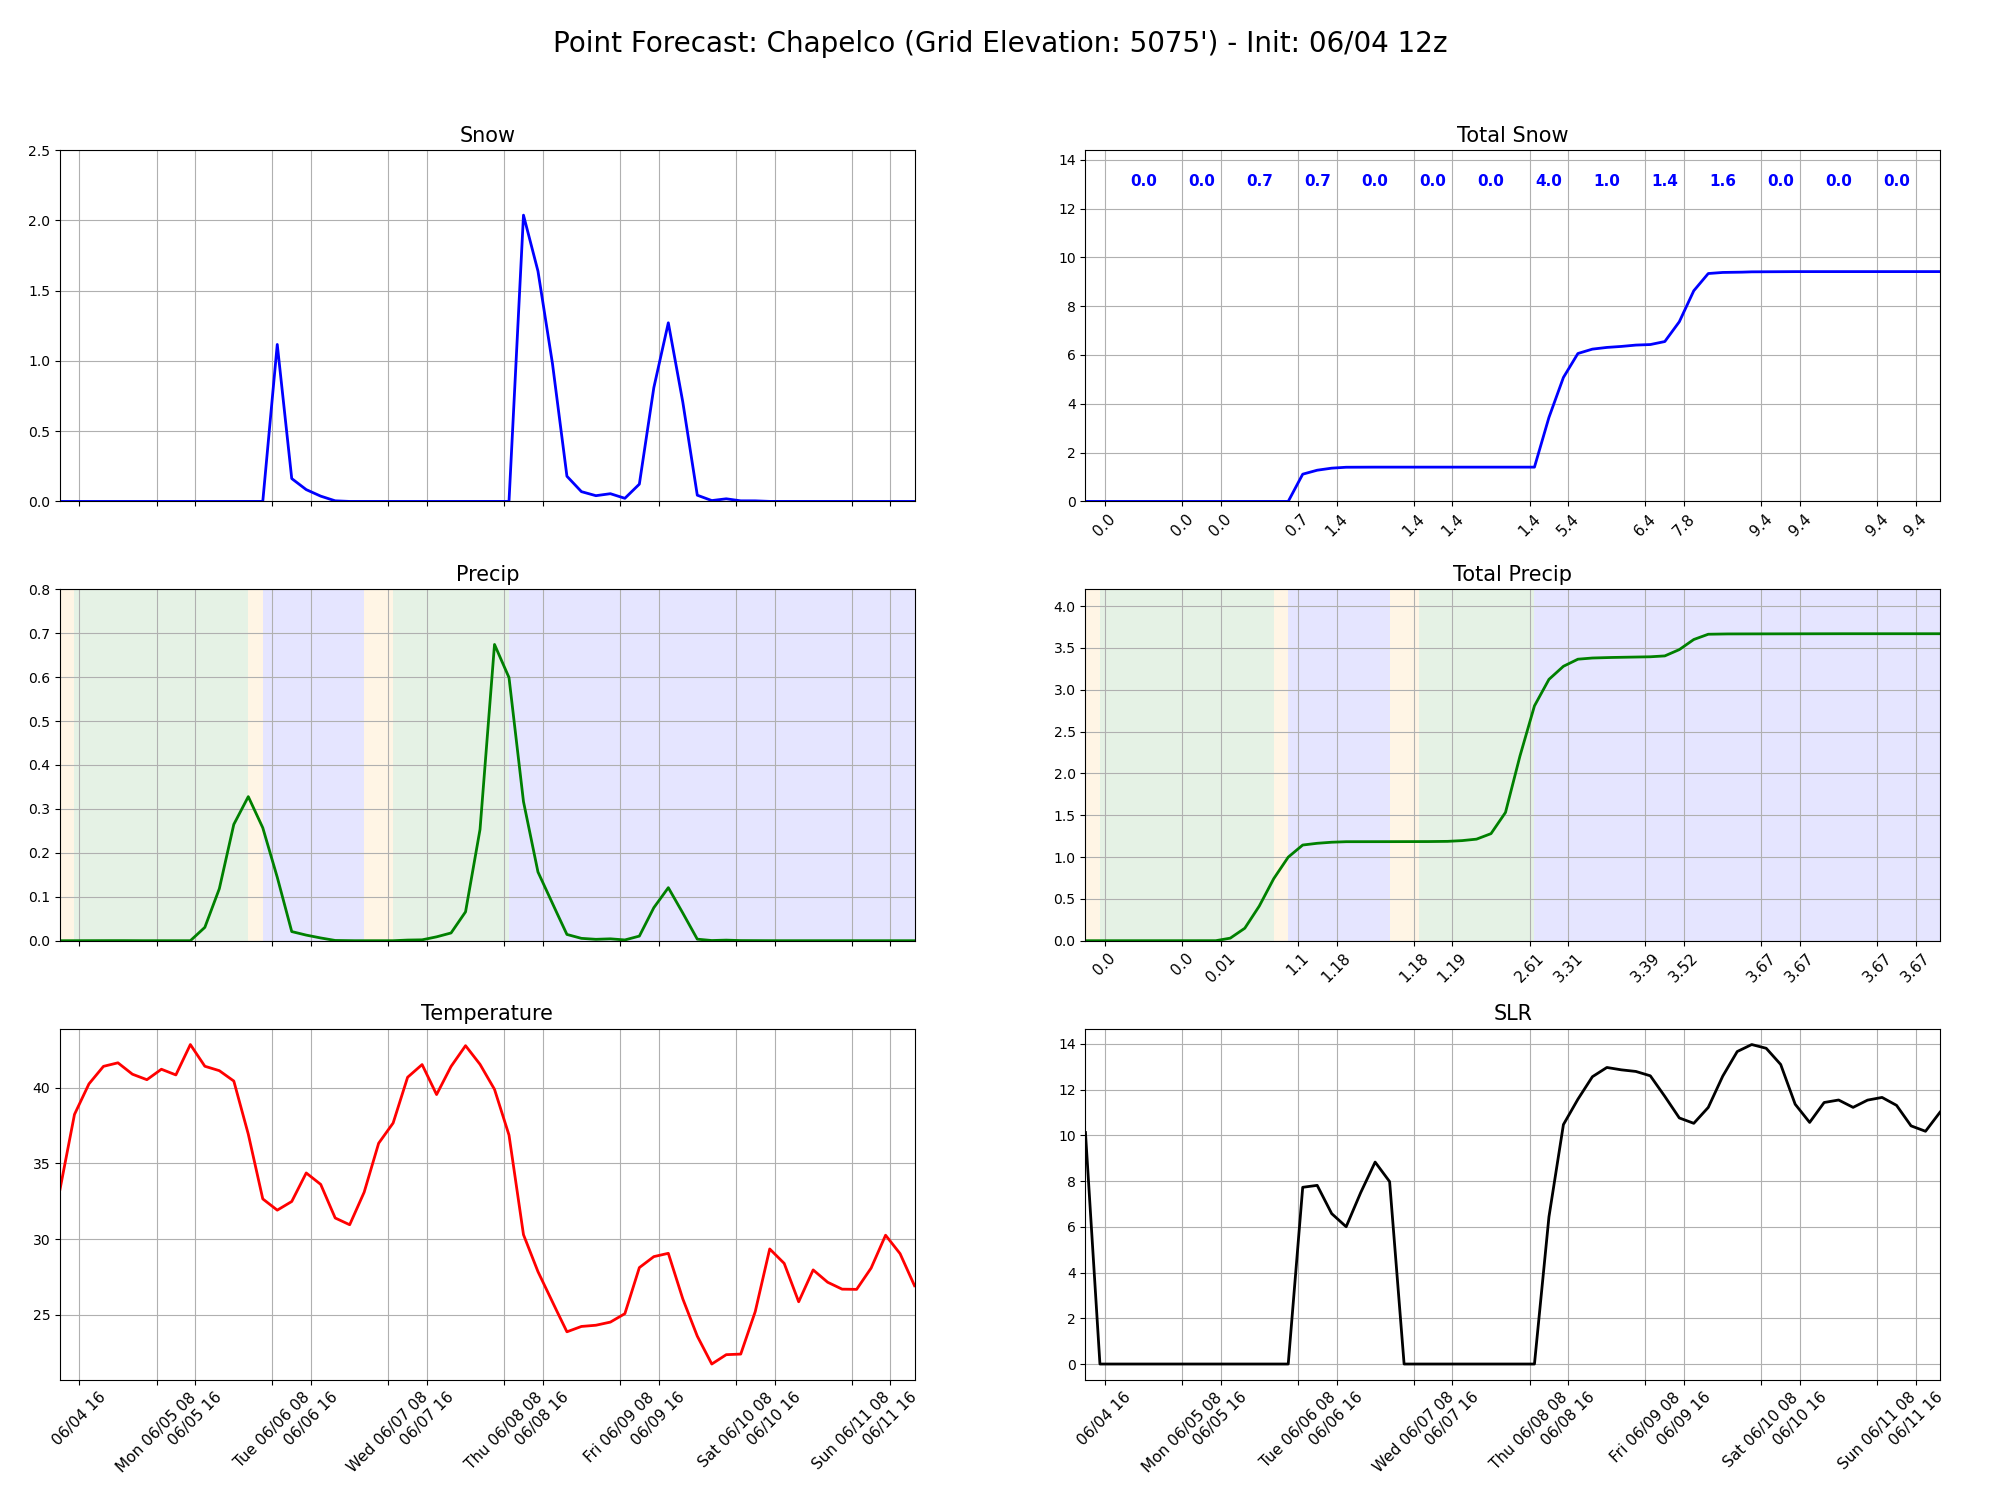 Point Forecast: Chapelco (Grid Elevation: 5075') - Init: 06/04 12z
Snow
2.5
2.0
1.5
1.0
0.5
0.0
Total Snow
14
12
10
8
6
4
2
0
0.0 0.0 0.7 0.7 0.0 0.0 0.0 4.0 1.0 1.4 1.6 0.0 0.0 0.0
0.0 0.0 0.0 0.7 1.4 1.4 1.4 1.4 5.4 6.4 7.8 9.4 9.4 9.4 9.4
Precip
0.8
0.7
0.6
0.5
0.4
0.3
0.2
0.1
0.0
Total Precip
4.0
3.5
3.0
2.5
2.0
1.5
1.0
0.5
0.0
0.0 0.0 0.01 1.1 1.18 1.18 1.19 2.61 3.31 3.39 3.52 3.67 3.67 3.67 3.67
Temperature
40
35
30
25
06/04 16
Mon 06/05 08
06/05 16
Tue 06/06 08
06/06 16
Wed 06/07 08
06/07 16
Thu 06/08 08
06/08 16
Fri 06/09 08
06/09 16
Sat 06/10 08
06/10 16
Sun 06/11 08
06/11 16
SLR
14
12
10
8
6
4
2
0
06/04 16
Mon 06/05 08
06/05 16
Tue 06/06 08
06/06 16
Wed 06/07 08
06/07 16
Thu 06/08 08
06/08 16
Fri 06/09 08
06/09 16
Sat 06/10 08
06/10 16
Sun 06/11 08
06/11 16